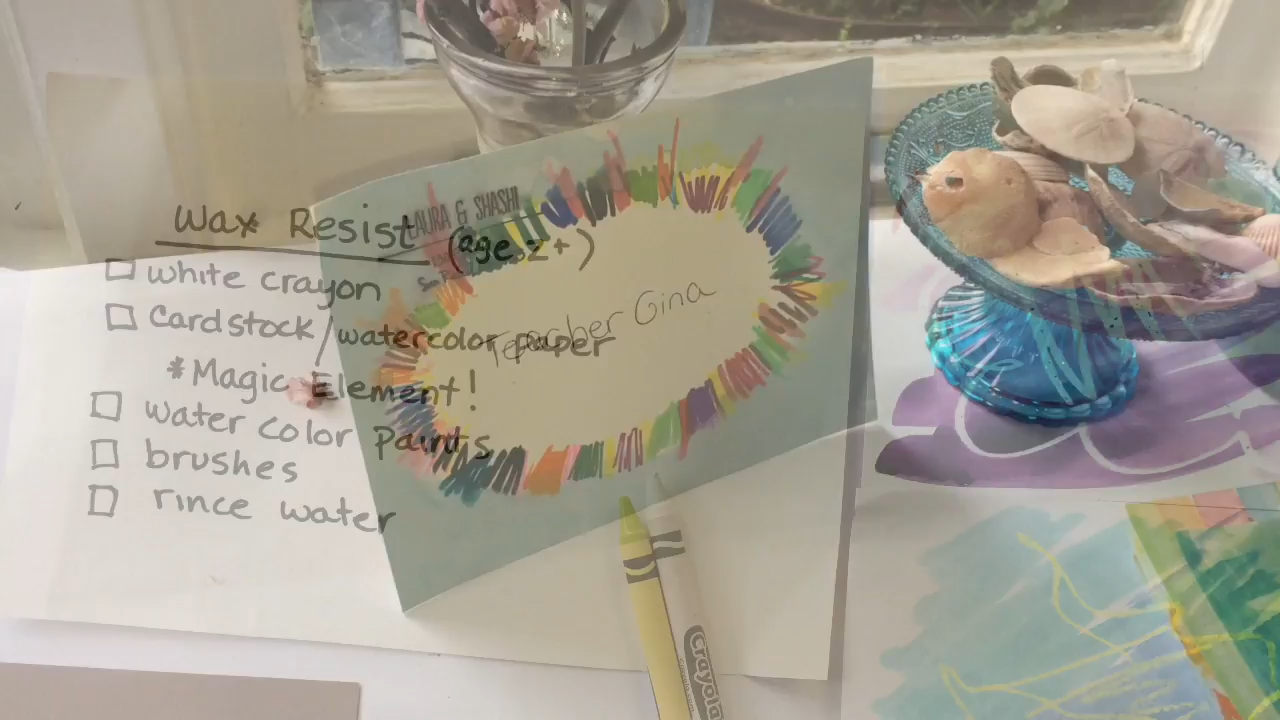 Wax Resist (age 2+)
white crayon
Cardstock/watercolor paper
*Magic Element!
water color Paints
brushes
rince water
LAURA & SHASHI
Teacher Gina
Crayola